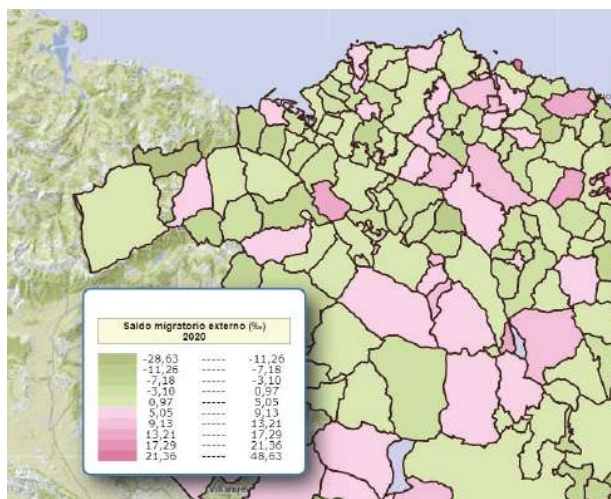 Saldo migratorio externo (‰)
2020
-28,63 ----- -11,26
-11,26 ----- -7,18
-7,18 ----- -3,10
-3,10 ----- 0,97
0,97 ----- 5,05
5,05 ----- 9,13
9,13 ----- 13,21
13,21 ----- 17,29
17,29 ----- 21,36
21,36 ----- 48,63